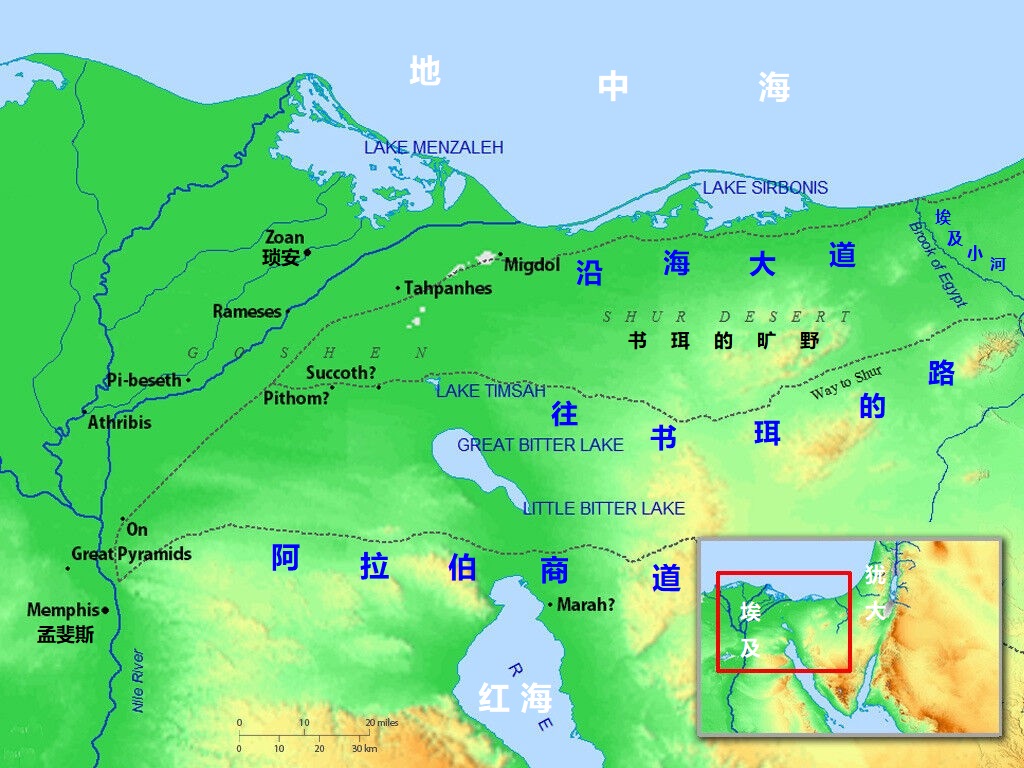 地 中 海
LAKE MENZALEH
LAKE SIRBONIS
埃及小河
Brook of Egypt
Zoan
琐安
Migdol
沿海大道
Tahpanhes
Rameses
SHUR DESERT
书珥的旷野
GOSHEN
Succoth?
Pi-beseth
Pithom?
LAKE TIMSAH
Way to Shur
往书珥的路
Athribis
GREAT BITTER LAKE
LITTLE BITTER LAKE
On
Great Pyramids
阿拉伯商道
Memphis
孟斐斯
Marah?
Nile River
RE
红海
0 10 20 miles
0 10 20 30 km
犹大
埃及